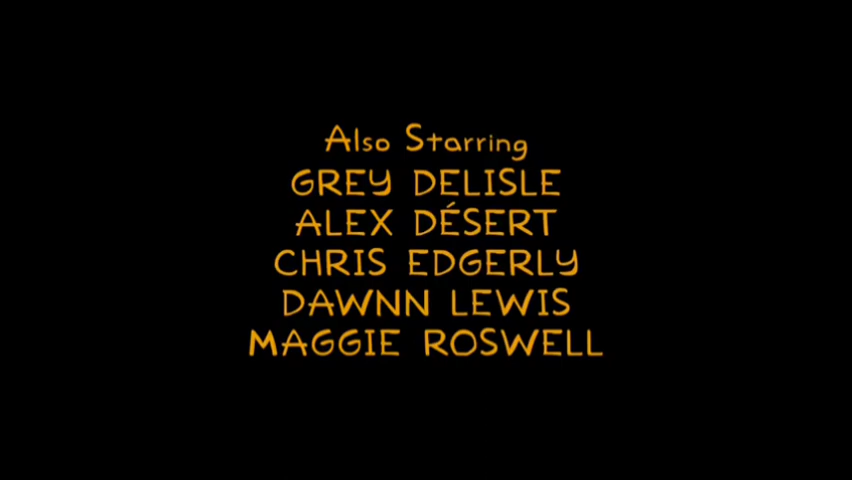 Also Starring
GREY DELISLE
ALEX DÉSERT
CHRIS EDGERLY
DAWNN LEWIS
MAGGIE ROSWELL